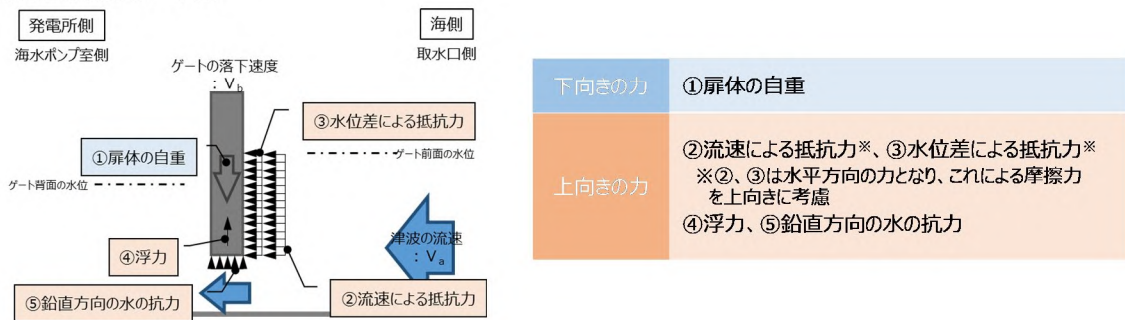 発電所側
海側
海水ポンプ室側
取水口側
ゲートの落下速度
：Ｖb
③水位差による抵抗力
①扉体の自重
ゲート前面の水位
ゲート背面の水位
津波の流速
：Ｖa
④浮力
⑤鉛直方向の水の抗力
②流速による抵抗力
下向きの力
①扉体の自重
上向きの力
②流速による抵抗力※、③水位差による抵抗力※
※②、③は水平方向の力となり、これによる摩擦力
を上向きに考慮
④浮力、⑤鉛直方向の水の抗力